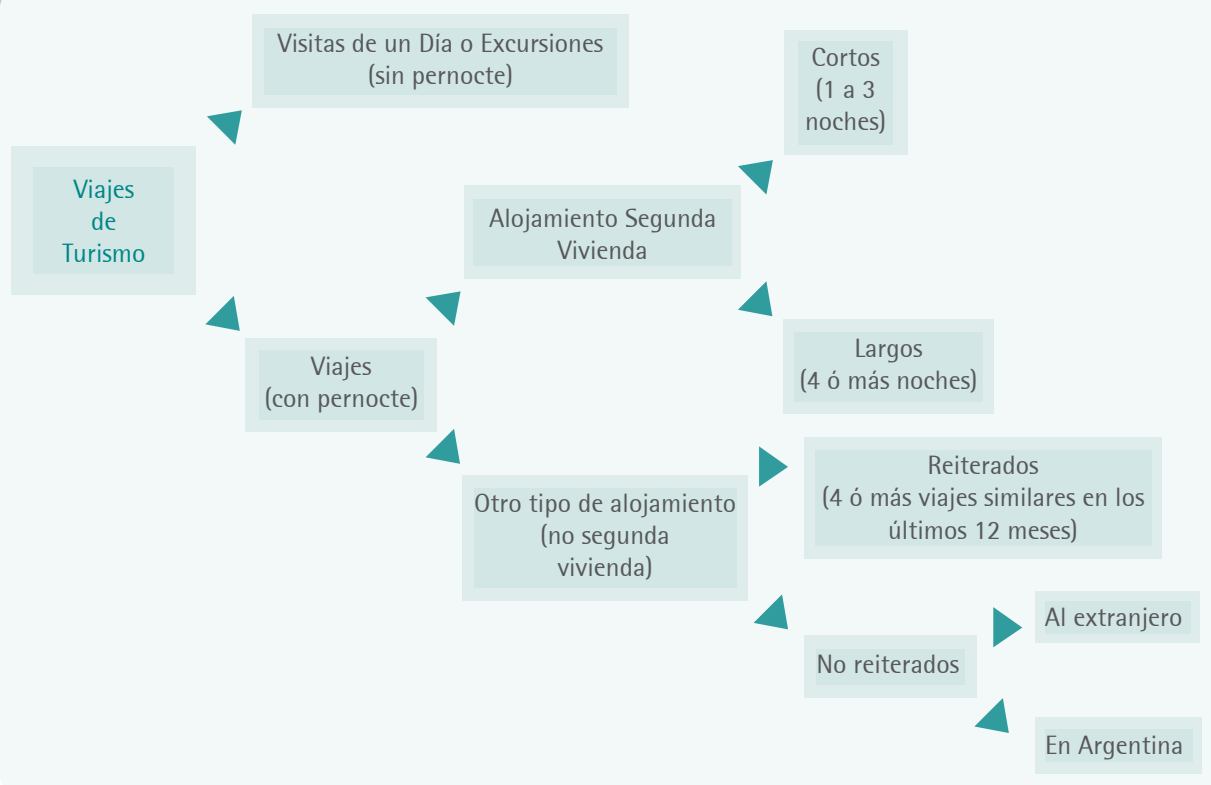 Visitas de un Día o Excursiones
(sin pernocte)
Cortos
(1 a 3
noches)
Viajes
de
Turismo
Alojamiento Segunda
Vivienda
Viajes
(con pernocte)
Largos
(4 ó más noches)
Otro tipo de alojamiento
(no segunda
vivienda)
Reiterados
(4 ó más viajes similares en los
últimos 12 meses)
No reiterados
Al extranjero
En Argentina